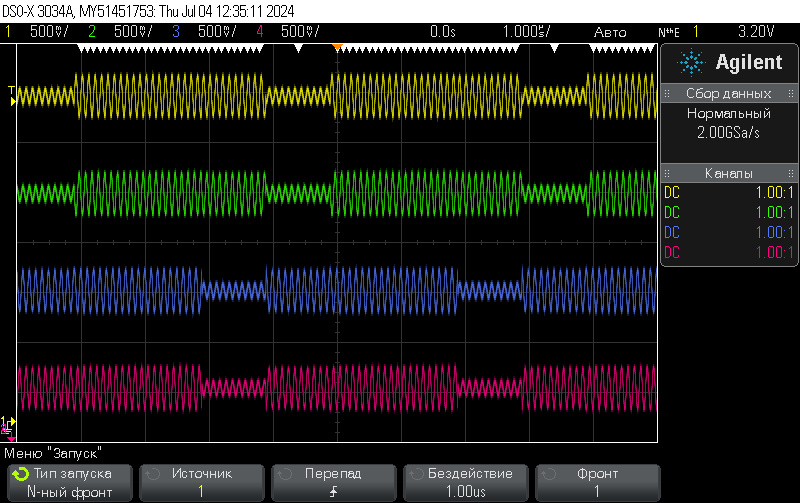 DSO-X 3034A, MY51451753: Thu Jul 04 12:35:11 2024
1 500mV/ 2 500mV/ 3 500mV/ 4 500mV/ 0.0s 1.000us/ Авто NthE 1 3.20V
Agilent
Сбор данных
Нормальный
2.00GSa/s
Каналы
DC 1.00:1
DC 1.00:1
DC 1.00:1
DC 1.00:1
T
1
Меню "Запуск"
Тип запуска Источник Перепад Бездействие Фронт
N-ный фронт 1 1.00us 1